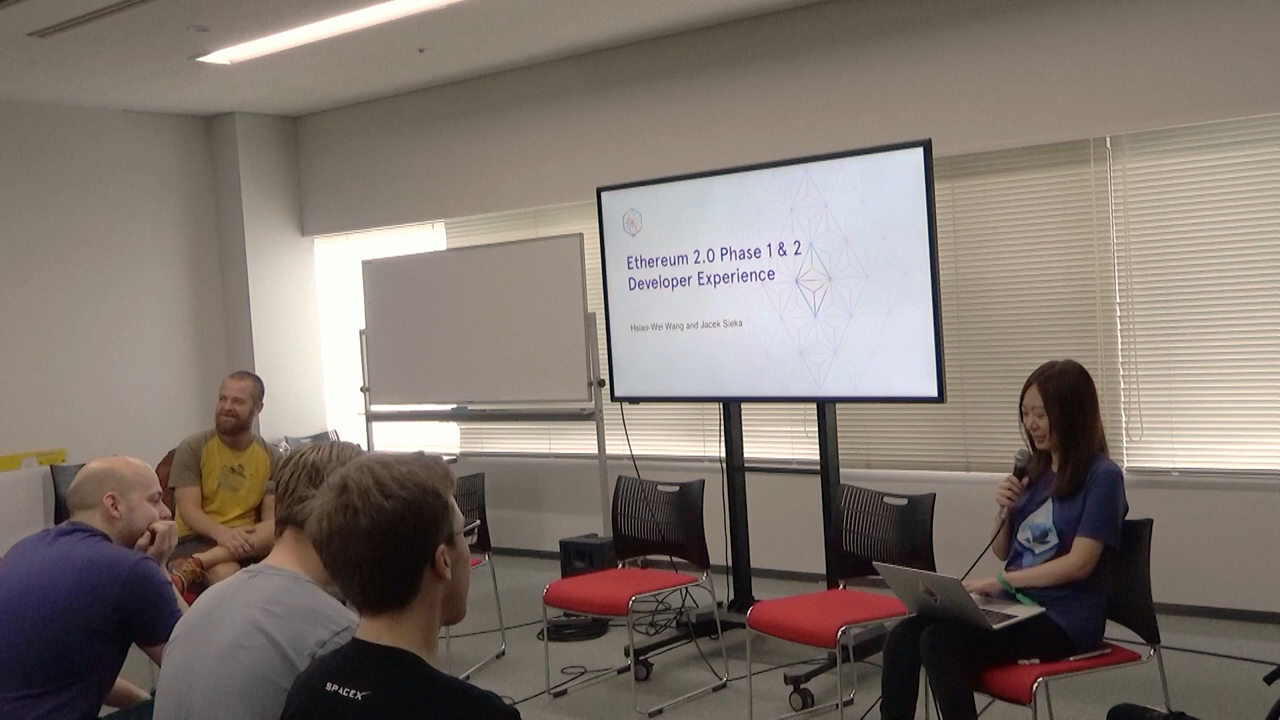 Ethereum 2.0 Phase 1 & 2
Developer Experience
Hsiao-Wei Wang and Jacek Sieka
SPACEX